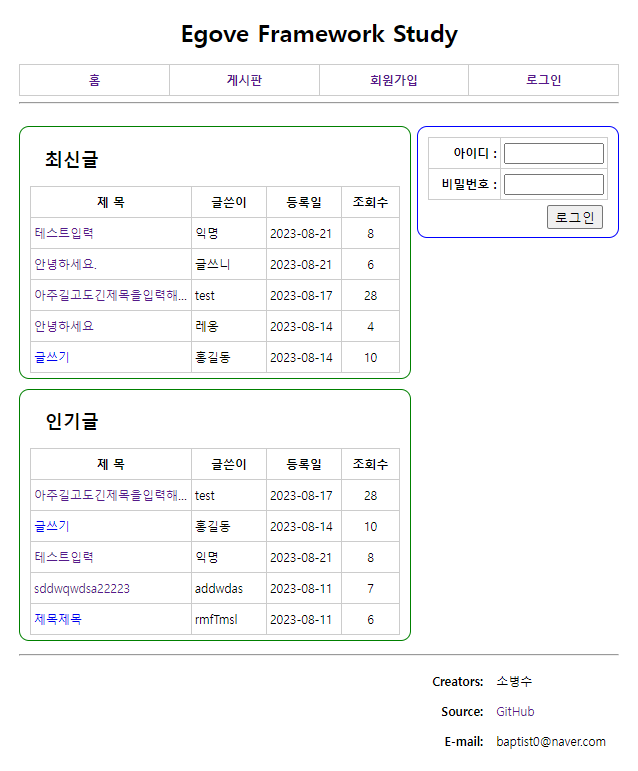 Egove Framework Study
홈 게시판 회원가입 로그인
최신글
제 목 글쓴이 등록일 조회수
테스트입력 익명 2023-08-21 8
안녕하세요. 글쓰니 2023-08-21 6
아주길고도긴제목을입력해... test 2023-08-17 28
안녕하세요 레옹 2023-08-14 4
글쓰기 홍길동 2023-08-14 10
아이디 :
비밀번호 :
로그인
인기글
제 목 글쓴이 등록일 조회수
아주길고도긴제목을입력해... test 2023-08-17 28
글쓰기 홍길동 2023-08-14 10
테스트입력 익명 2023-08-21 8
sddwqwdsa22223 addwdas 2023-08-11 7
제목제목 rmfTmsl 2023-08-11 6
Creators: 소병수
Source: GitHub
E-mail: baptist0@naver.com